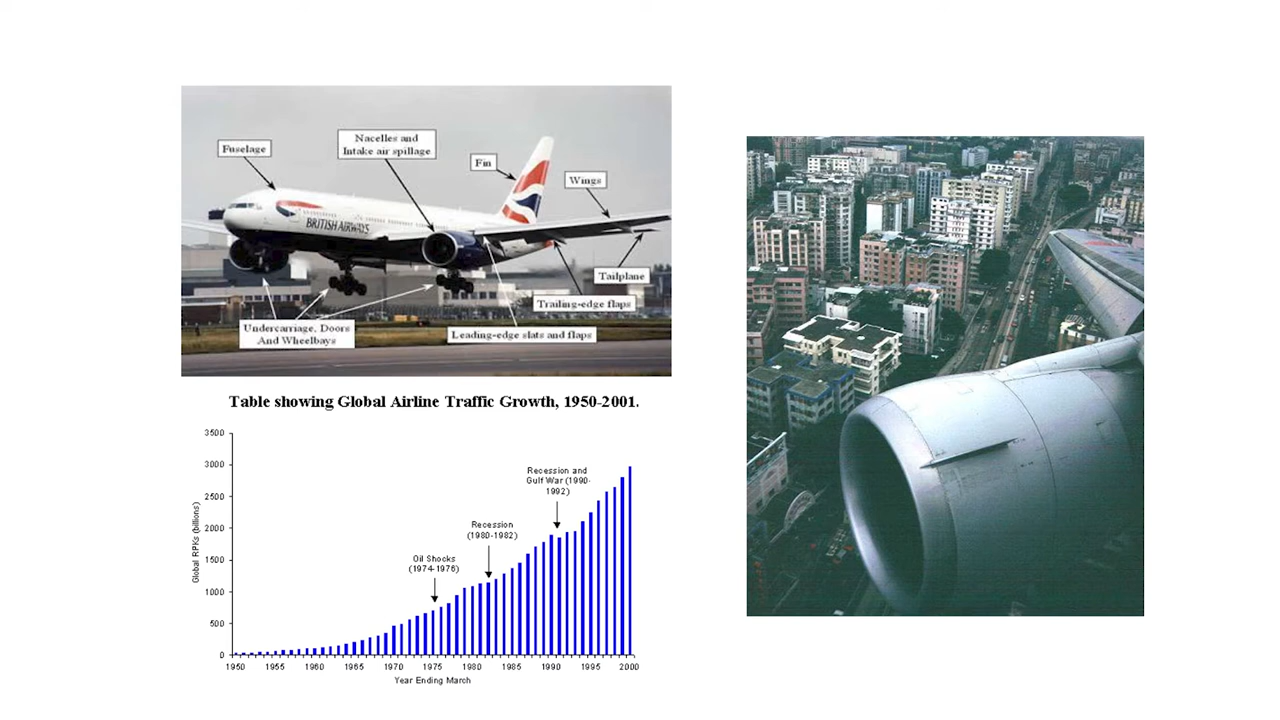 Fuselage
Nacelles and
Intake air spillage
Fin
Wings
BRITISH AIRWAYS
Tailplane
Trailing-edge flaps
Undercarriage, Doors
And Wheelbays
Leading-edge slats and flaps
Table showing Global Airline Traffic Growth, 1950-2001.
3500
3000
2500
2000
1500
1000
500
0
Global RPKs (billions)
Recession and
Gulf War (1990-
1992)
Recession
(1980-1982)
Oil Shocks
(1974-1976)
1950 1955 1960 1965 1970 1975 1980 1985 1990 1995 2000
Year Ending March